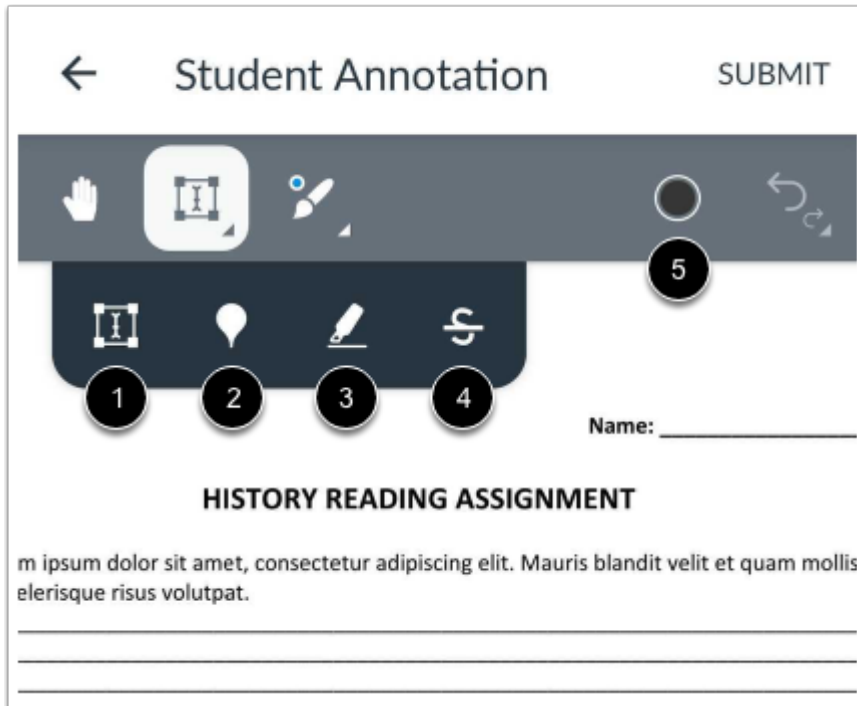 Student Annotation SUBMIT
5
1 2 3 4
Name: ________________
HISTORY READING ASSIGNMENT
m ipsum dolor sit amet, consectetur adipiscing elit. Mauris blandit velit et quam mollis
elerisque risus volutpat.